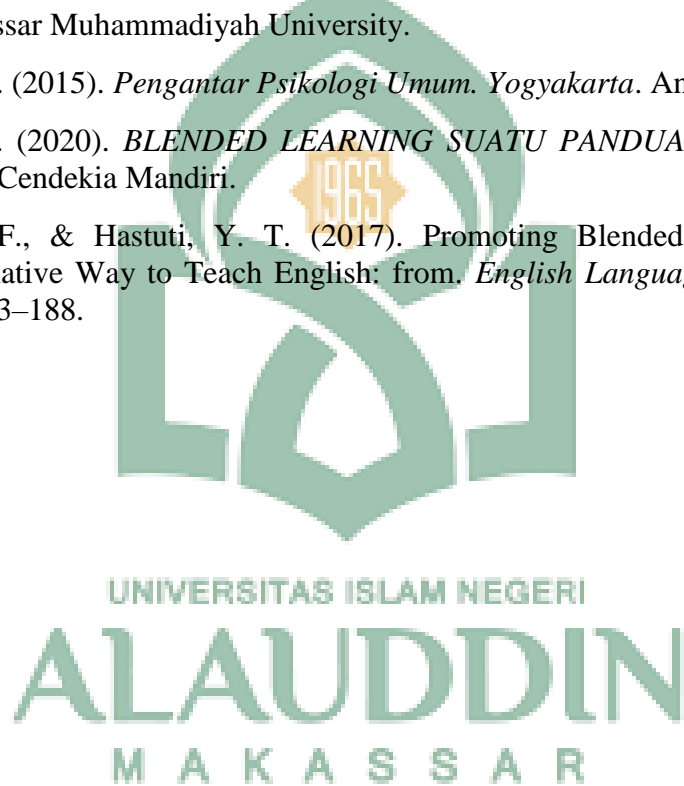 ssar Muhammadiyah University.
. (2015). Pengantar Psikologi Umum. Yogyakarta. An
. (2020). BLENDED LEARNING SUATU PANDUA
Cendekia Mandiri.
F., & Hastuti, Y. T. (2017). Promoting Blended
native Way to Teach English: from. English Languag
3–188.
1965
UNIVERSITAS ISLAM NEGERI
ALAUDDIN
MAKASSAR